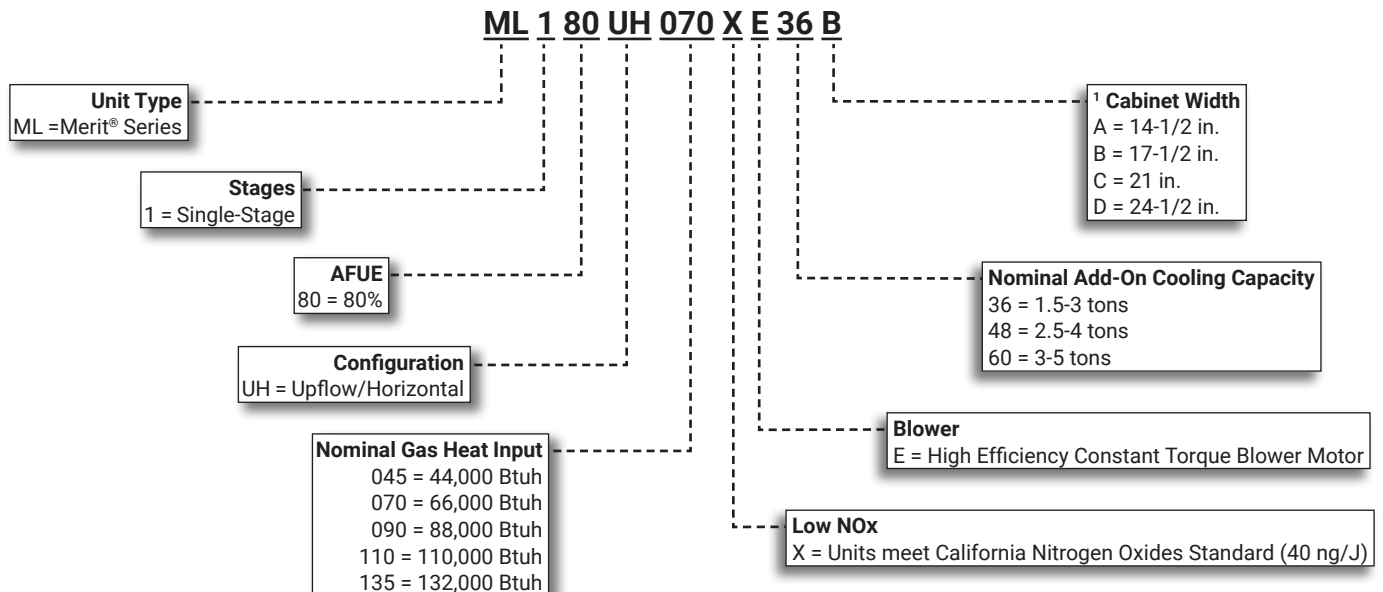 ML 1 80 UH 070 X E 36 B
Unit Type
ML =Merit® Series
Stages
1 = Single-Stage
AFUE
80 = 80%
Configuration
UH = Upflow/Horizontal
Nominal Gas Heat Input
045 = 44,000 Btuh
070 = 66,000 Btuh
090 = 88,000 Btuh
110 = 110,000 Btuh
135 = 132,000 Btuh
¹ Cabinet Width
A = 14-1/2 in.
B = 17-1/2 in.
C = 21 in.
D = 24-1/2 in.
Nominal Add-On Cooling Capacity
36 = 1.5-3 tons
48 = 2.5-4 tons
60 = 3-5 tons
Blower
E = High Efficiency Constant Torque Blower Motor
Low NOx
X = Units meet California Nitrogen Oxides Standard (40 ng/J)